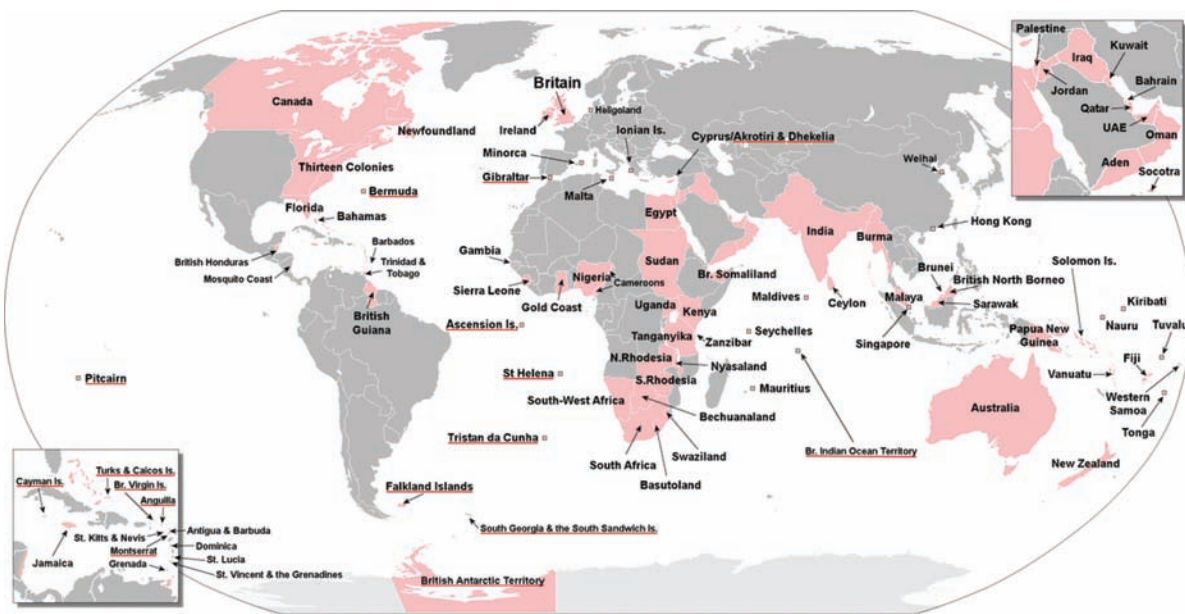 Canada
Newfoundland
Thirteen Colonies
Bermuda
Florida
Bahamas
British Honduras
Mosquito Coast
Barbados
Trinidad &
Tobago
British
Guiana
Pitcairn
Britain
Ireland
Heligoland
Ionian Is.
Minorca
Gibraltar
Malta
Cyprus/Akrotiri & Dhekelia
Weihai
Hong Kong
Egypt
India
Burma
Gambia
Sierra Leone
Gold Coast
Nigeria
Cameroons
Sudan
Br. Somaliland
Uganda
Kenya
Tanganyika
Zanzibar
N.Rhodesia
Nyasaland
S.Rhodesia
South-West Africa
Bechuanaland
Swaziland
South Africa
Basutoland
Ascension Is.
St Helena
Tristan da Cunha
Falkland Islands
South Georgia & the South Sandwich Is.
British Antarctic Territory
Maldives
Seychelles
Mauritius
Br. Indian Ocean Territory
Ceylon
Malaya
Singapore
Brunei
British North Borneo
Sarawak
Solomon Is.
Papua New
Guinea
Kiribati
Nauru
Tuvalu
Fiji
Vanuatu
Western
Samoa
Tonga
Australia
New Zealand
Palestine
Iraq
Kuwait
Jordan
Bahrain
Qatar
UAE
Oman
Aden
Socotra
Turks & Caicos Is.
Cayman Is.
Br. Virgin Is.
Anguilla
St. Kitts & Nevis
Antigua & Barbuda
Montserrat
Dominica
Jamaica
St. Lucia
Grenada
St. Vincent & the Grenadines